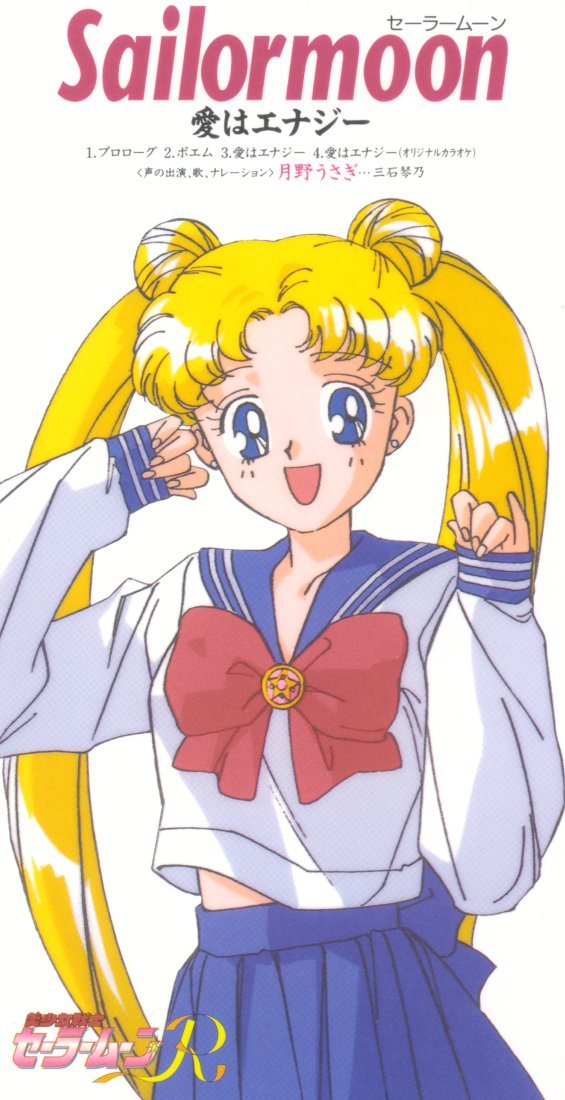 セーラームーン
Sailormoon
愛はエナジー
1.プロローグ 2.ポエム 3.愛はエナジー 4.愛はエナジー(オリジナルカラオケ)
〈声の出演、歌、ナレーション〉月野うさぎ…三石琴乃
美少女戦士
セーラームーン R